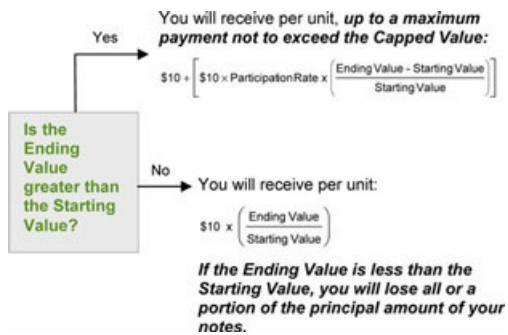 You will receive per unit, up to a maximum
payment not to exceed the Capped Value:
Yes
$10 + [ $10 × Participation Rate x ( Ending Value - Starting Value
Starting Value ) ]
Is the
Ending
Value
greater than
the Starting
Value?
No
You will receive per unit:
$10 x ( Ending Value
Starting Value )
If the Ending Value is less than the
Starting Value, you will lose all or a
portion of the principal amount of your
notes.